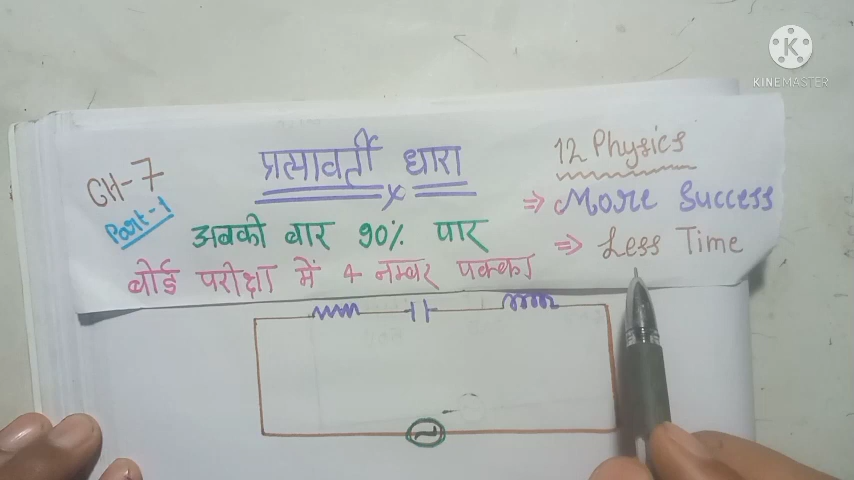 K
KINEMASTER
12 Physics
CH-7
प्रत्यावर्ती धारा
Part-1
⇒ More Success
अबकी बार 90% पार
⇒ Less Time
बोर्ड परीक्षा में 4 नम्बर पक्का